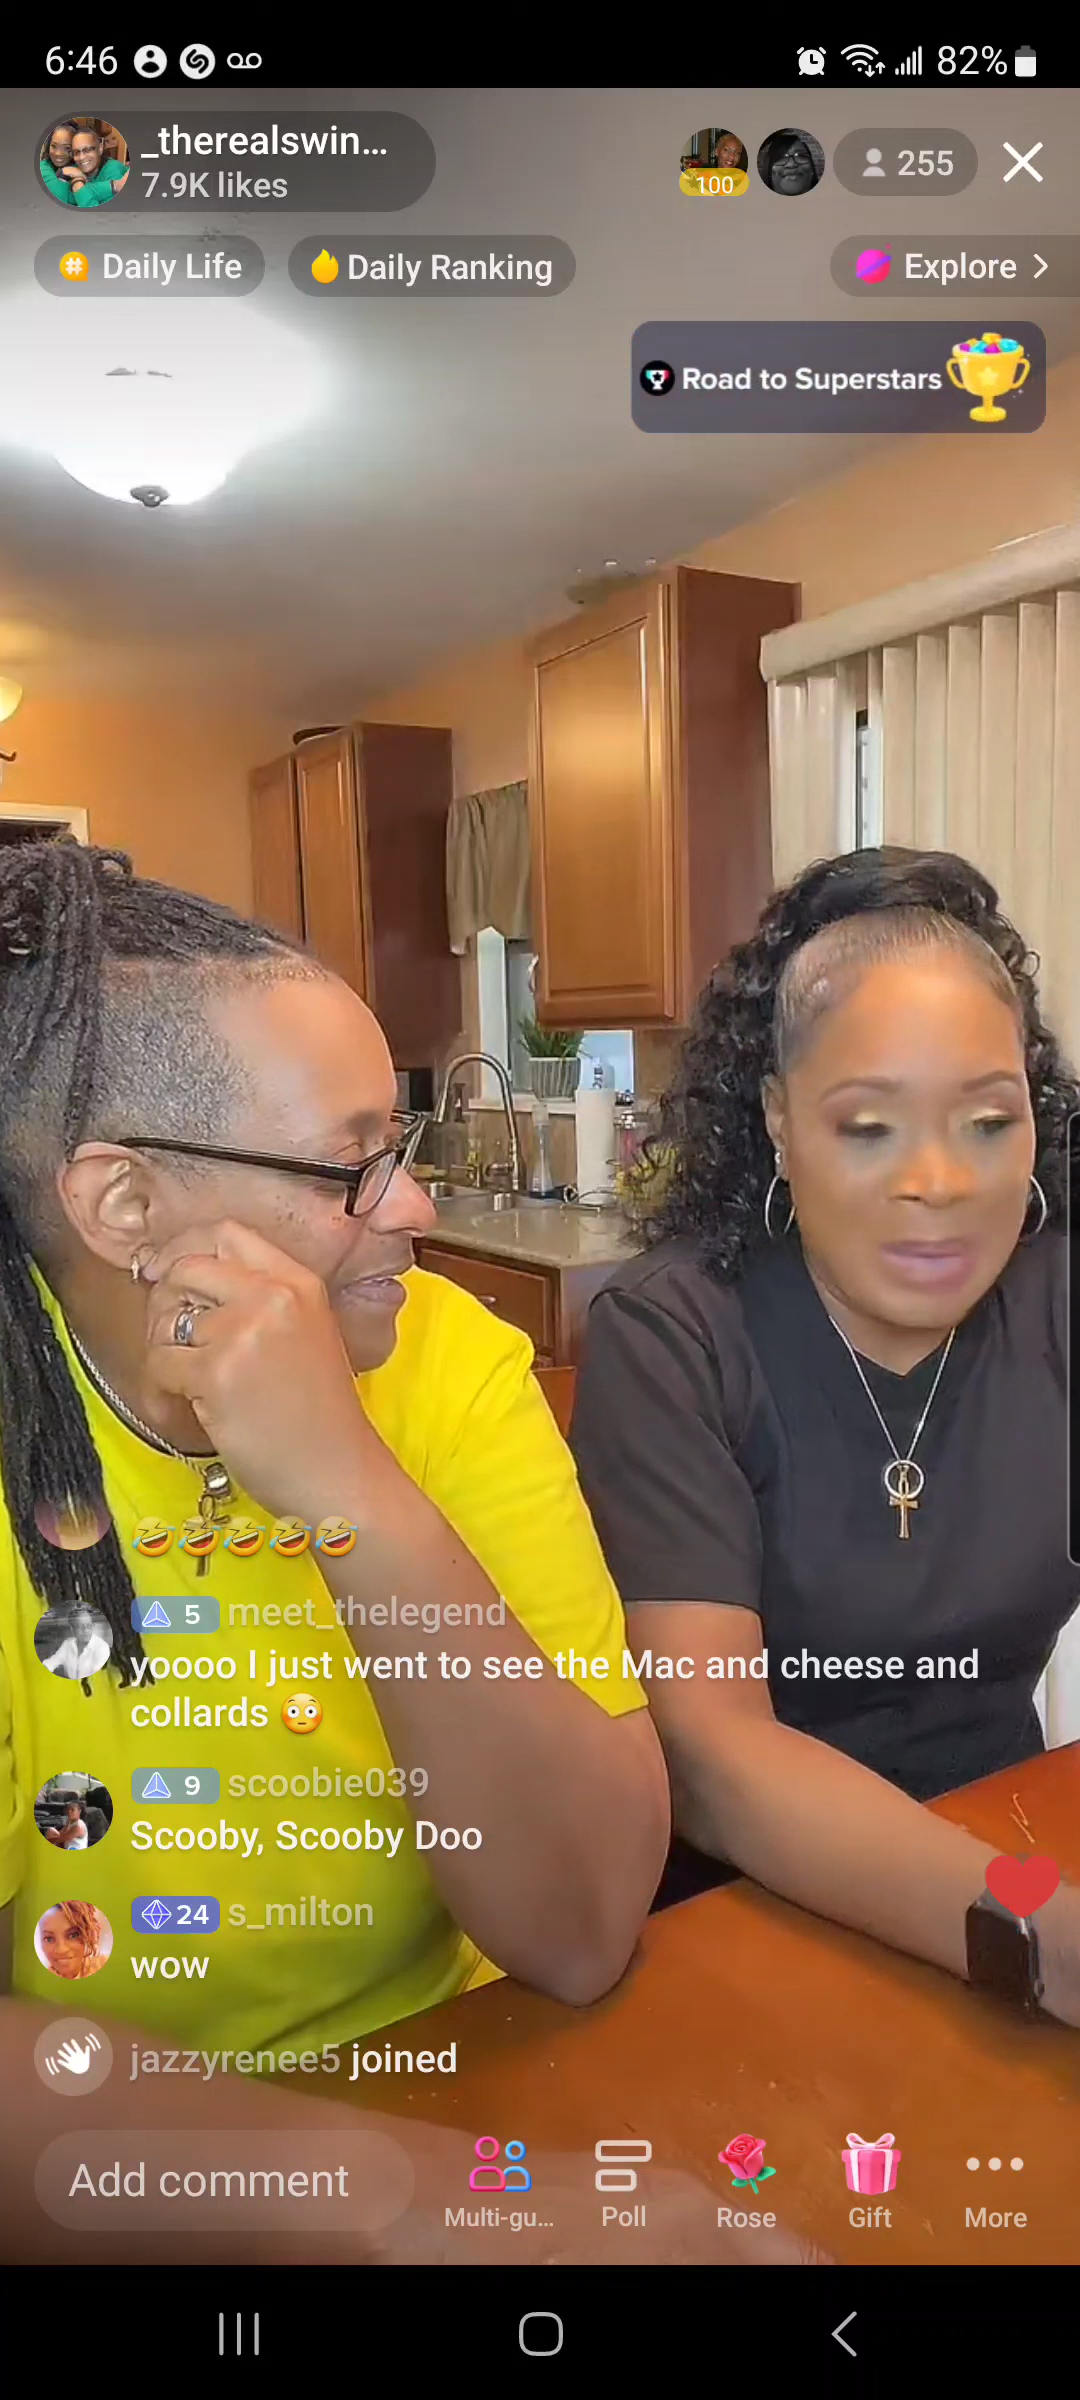 6:46
82%
_therealswin...
7.9K likes
100
255
Daily Life
Daily Ranking
Explore
Road to Superstars
🤣🤣🤣🤣🤣
5 meet_thelegend
yoooo I just went to see the Mac and cheese and
collards 😳
9 scoobie039
Scooby, Scooby Doo
24 s_milton
wow
jazzyrenee5 joined
Add comment
Multi-gu...
Poll
Rose
Gift
More